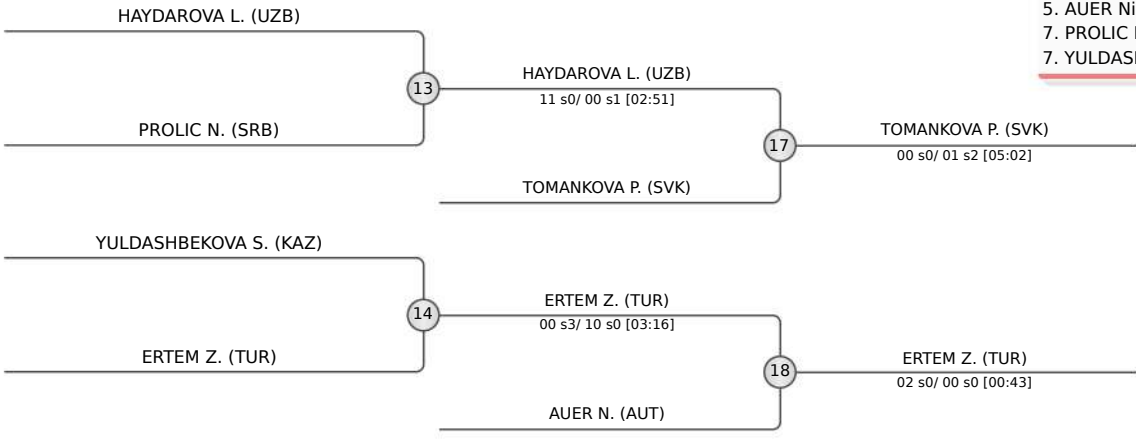 HAYDAROVA L. (UZB)
13
PROLIC N. (SRB)
HAYDAROVA L. (UZB)
11 s0/ 00 s1 [02:51]
17
TOMANKOVA P. (SVK)
TOMANKOVA P. (SVK)
00 s0/ 01 s2 [05:02]
YULDASHBEKOVA S. (KAZ)
14
ERTEM Z. (TUR)
ERTEM Z. (TUR)
00 s3/ 10 s0 [03:16]
18
AUER N. (AUT)
ERTEM Z. (TUR)
02 s0/ 00 s0 [00:43]
5. AUER Ni
7. PROLIC
7. YULDAS